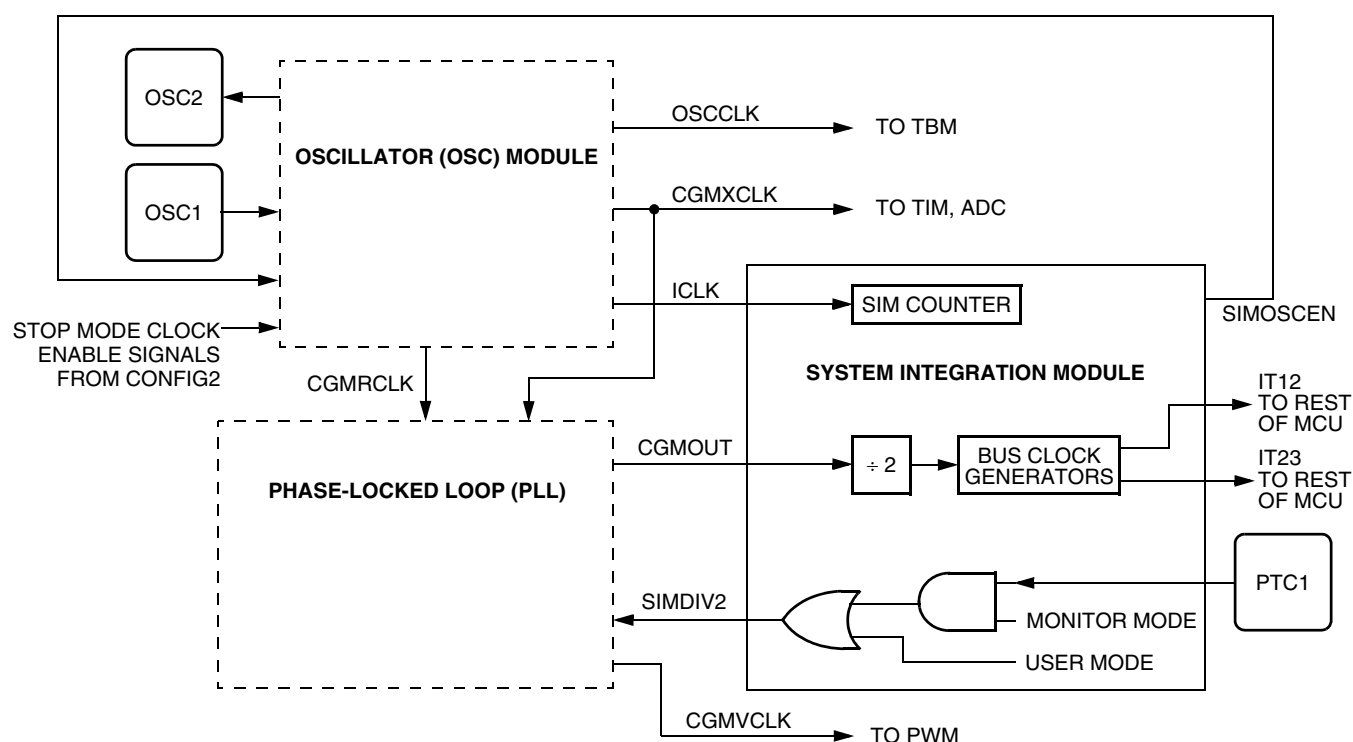 OSC2
OSCCLK
TO TBM
OSCILLATOR (OSC) MODULE
OSC1
CGMXCLK
TO TIM, ADC
ICLK
SIM COUNTER
SIMOSCEN
STOP MODE CLOCK
ENABLE SIGNALS
FROM CONFIG2
CGMRCLK
SYSTEM INTEGRATION MODULE
IT12
TO REST
OF MCU
CGMOUT
÷ 2
BUS CLOCK
GENERATORS
IT23
TO REST
OF MCU
PHASE-LOCKED LOOP (PLL)
PTC1
SIMDIV2
MONITOR MODE
USER MODE
CGMVCLK
TO PWM